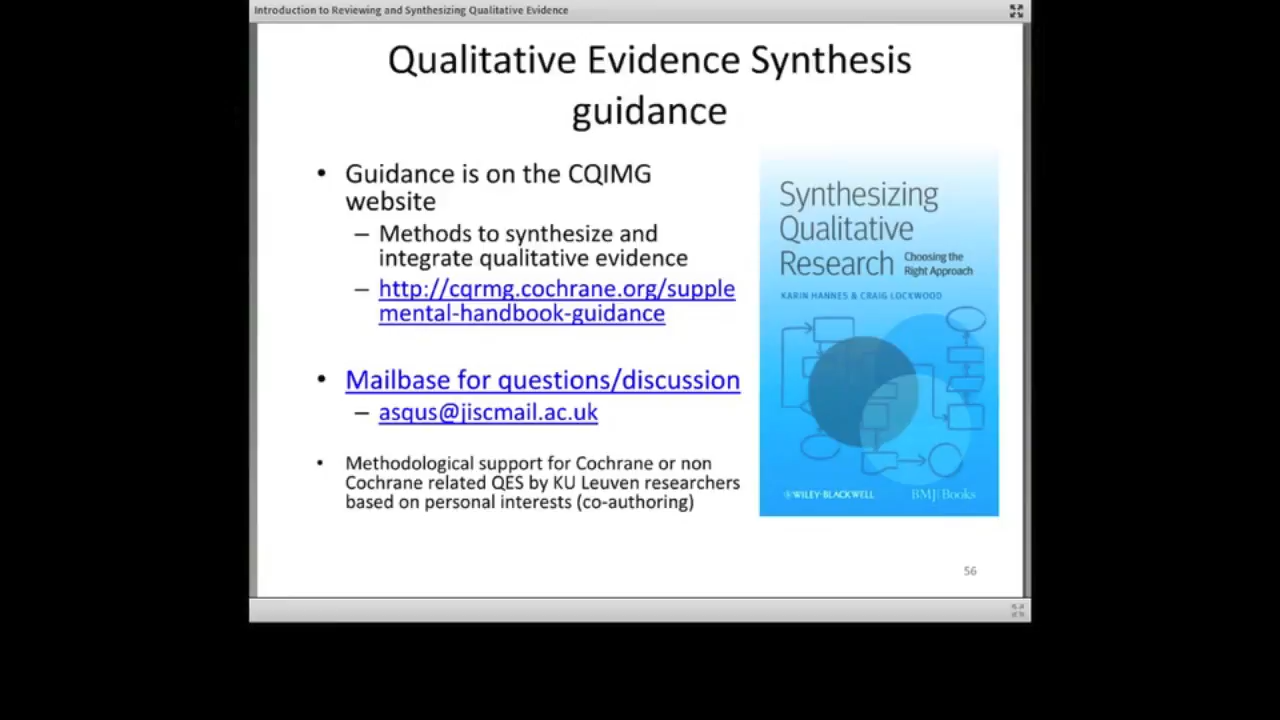 Introduction to Reviewing and Synthesizing Qualitative Evidence
Qualitative Evidence Synthesis
guidance
• Guidance is on the CQIMG
website
– Methods to synthesize and
integrate qualitative evidence
– http://cqrmg.cochrane.org/supple
mental-handbook-guidance
• Mailbase for questions/discussion
– asqus@jiscmail.ac.uk
• Methodological support for Cochrane or non
Cochrane related QES by KU Leuven researchers
based on personal interests (co-authoring)
Synthesizing
Qualitative
Research
Choosing the
Right Approach
KARIN HANNES & CRAIG LOCKWOOD
WILEY-BLACKWELL
BMJ|Books
56